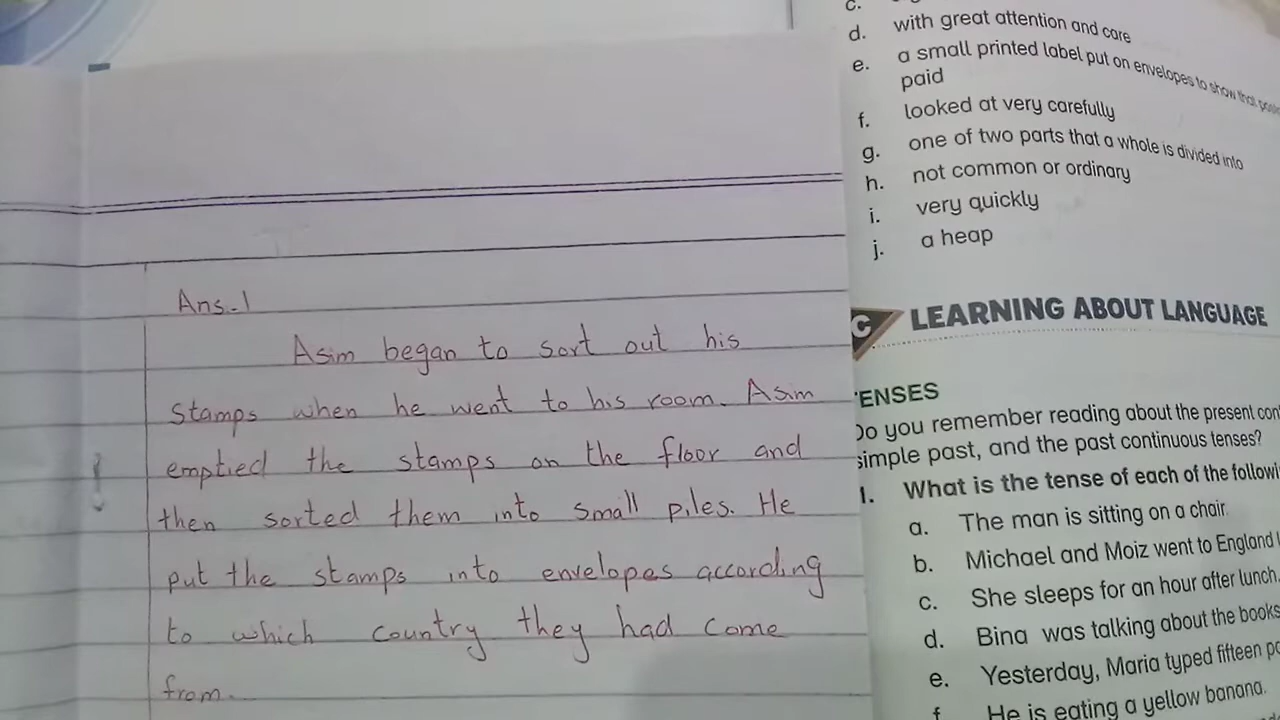 Ans.-1
Asim began to sort out his
stamps when he went to his room. Asim
emptied the stamps on the floor and
then sorted them into small piles. He
put the stamps into envelopes according
to which country they had come
from.
c.
d. with great attention and care
e. a small printed label put on envelopes to show that
paid
f. looked at very carefully
g. one of two parts that a whole is divided into
h. not common or ordinary
i. very quickly
j. a heap
C LEARNING ABOUT LANGUAGE
ENSES
Do you remember reading about the present con
simple past, and the past continuous tenses?
1. What is the tense of each of the followi
a. The man is sitting on a chair.
b. Michael and Moiz went to England
c. She sleeps for an hour after lunch.
d. Bina was talking about the books
e. Yesterday, Maria typed fifteen pa
f. He is eating a yellow banana.